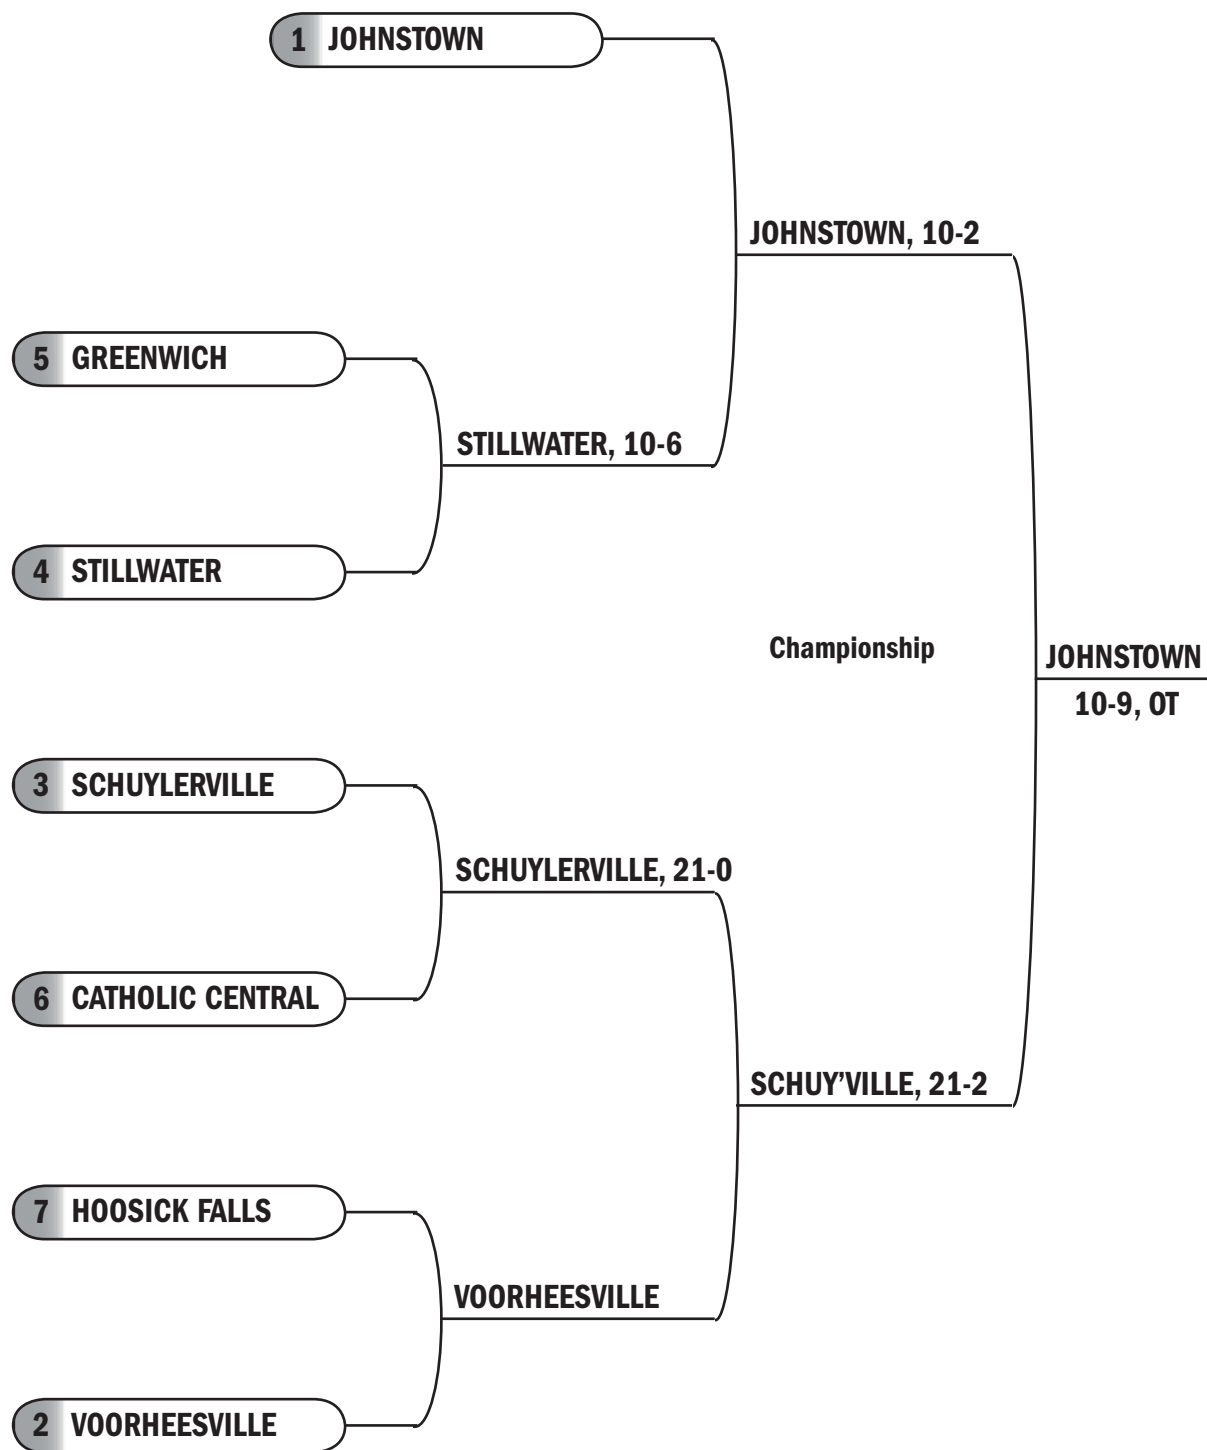 1 JOHNSTOWN
JOHNSTOWN, 10-2
5 GREENWICH
STILLWATER, 10-6
4 STILLWATER
Championship
JOHNSTOWN
10-9, OT
3 SCHUYLERVILLE
SCHUYLERVILLE, 21-0
6 CATHOLIC CENTRAL
SCHUY’VILLE, 21-2
7 HOOSICK FALLS
VOORHEESVILLE
2 VOORHEESVILLE